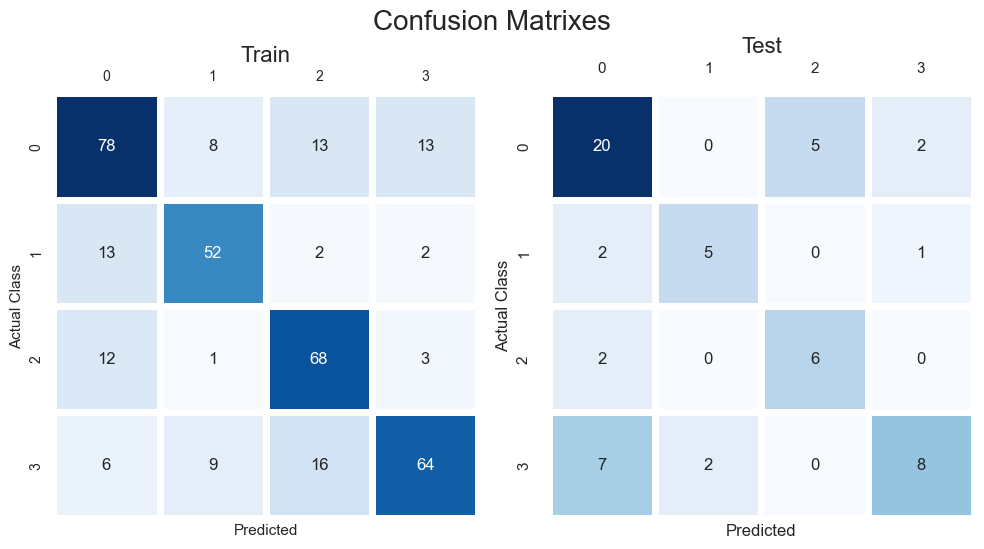 Confusion Matrixes
Train
0 1 2 3
0 78 8 13 13
1 13 52 2 2
2 12 1 68 3
3 6 9 16 64
Actual Class
Predicted
Test
0 1 2 3
0 20 0 5 2
1 2 5 0 1
2 2 0 6 0
3 7 2 0 8
Actual Class
Predicted